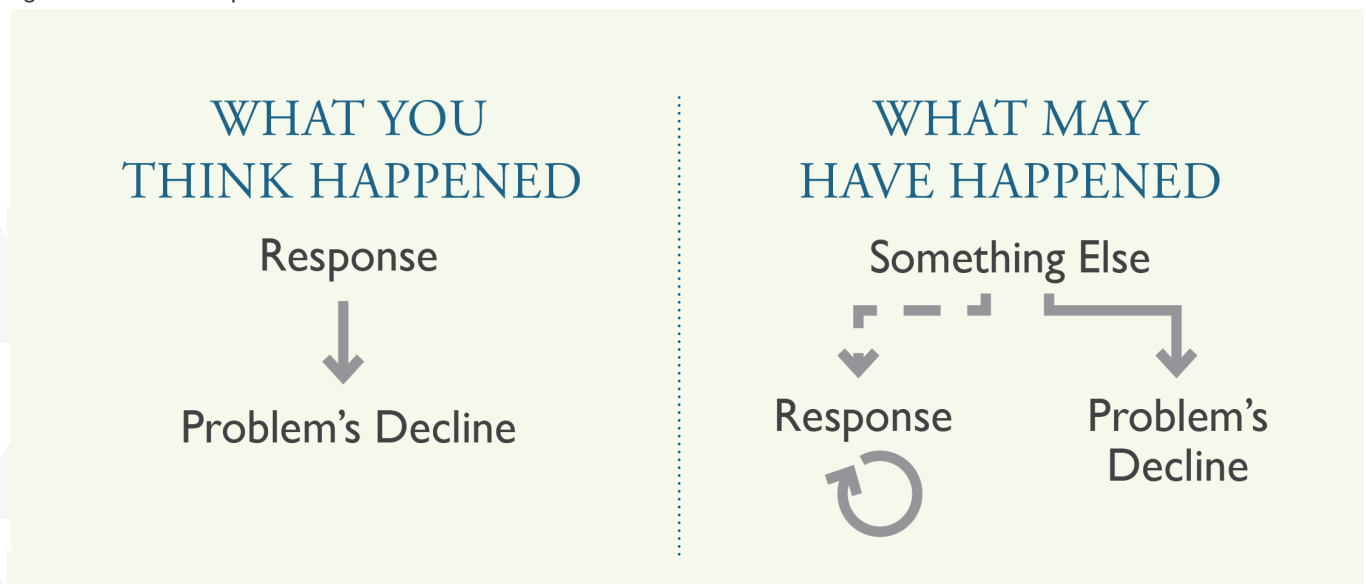 WHAT YOU
THINK HAPPENED
Response
Problem’s Decline
WHAT MAY
HAVE HAPPENED
Something Else
Response
Problem’s
Decline